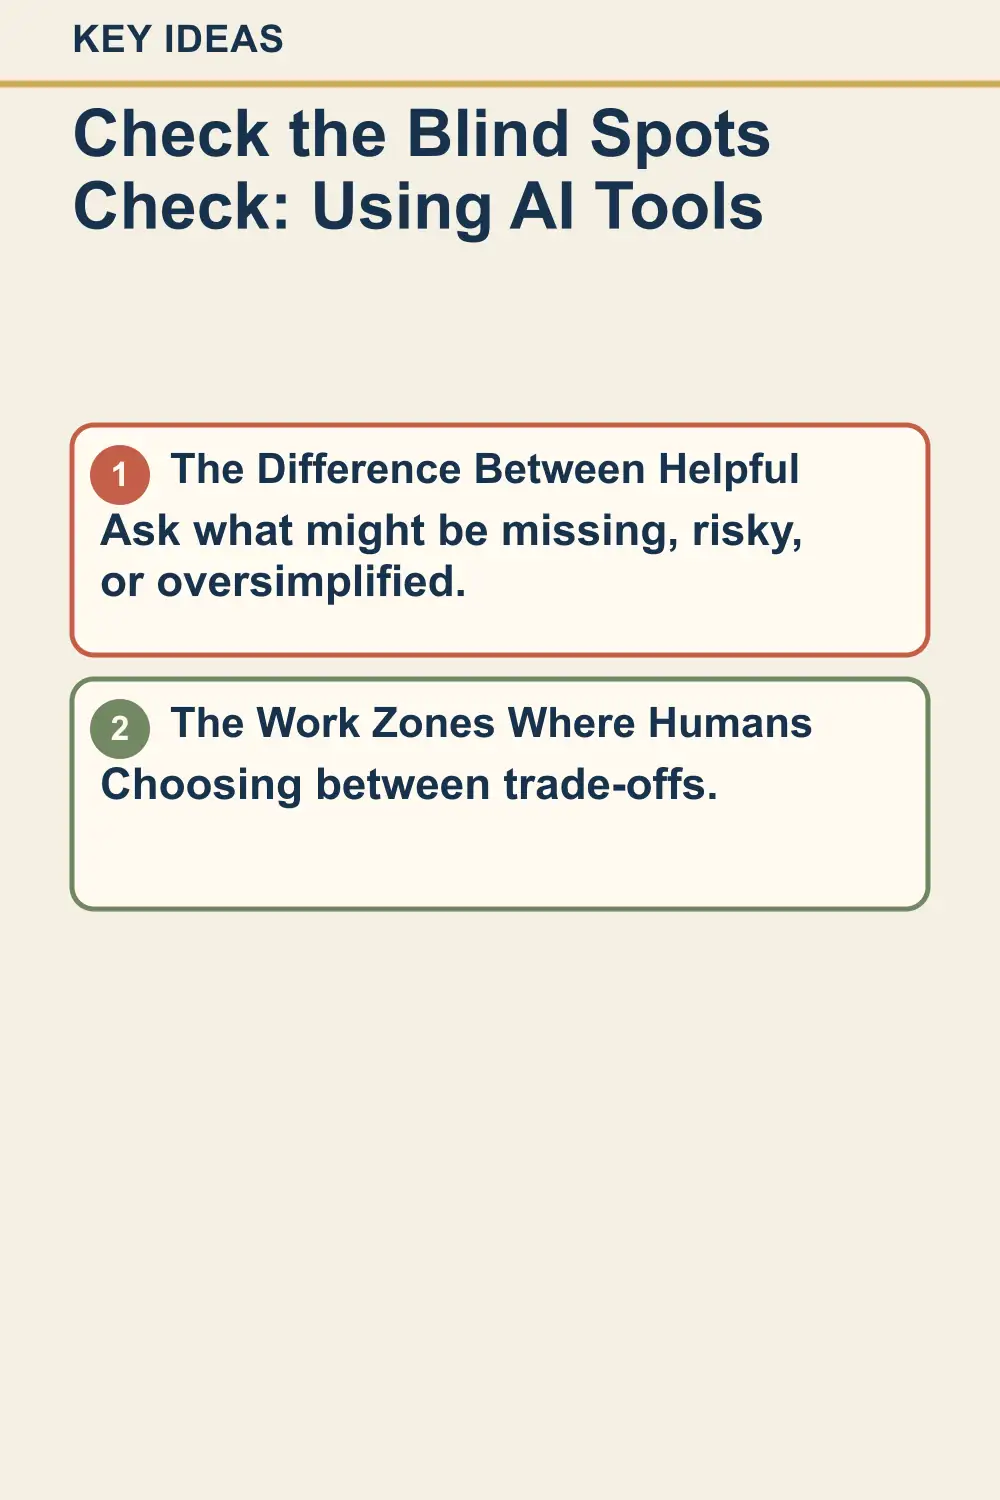 KEY IDEAS
Check the Blind Spots
Check: Using AI Tools
1 The Difference Between Helpful
Ask what might be missing, risky,
or oversimplified.
2 The Work Zones Where Humans
Choosing between trade-offs.